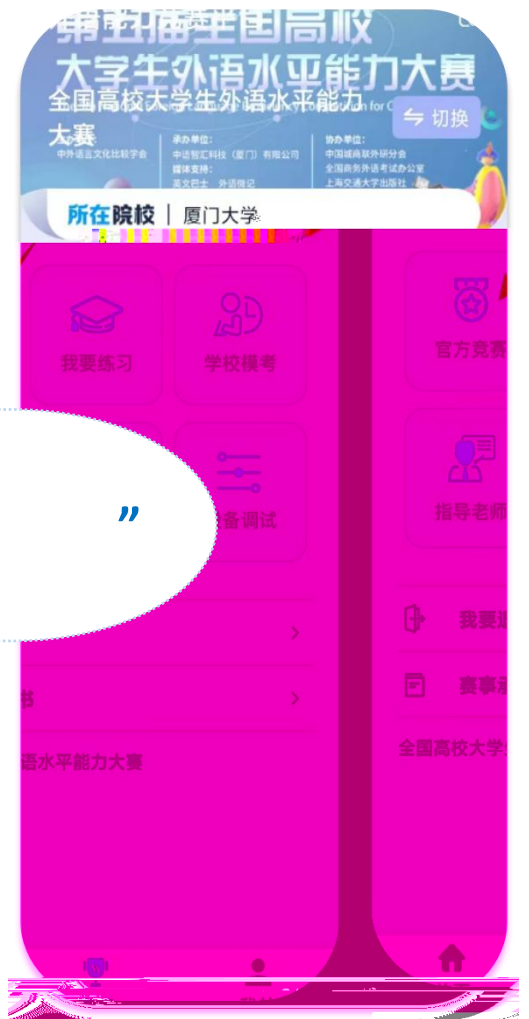 第五届全国高校
大学生外语水平能力大赛
全国高校大学生外语水平能力
大赛
切换
中外语言文化比较学会
承办单位：
中语智汇科技（厦门）有限公司
媒体支持：
英文巴士 外语微记
协办单位：
中国城商联外研分会
全国商务外语考试办公室
上海交通大学出版社
所在院校 | 厦门大学
我要练习
学校模考
官方竞赛
备调试
指导老师
”
我要退
书
赛事承
语水平能力大赛
全国高校大学生